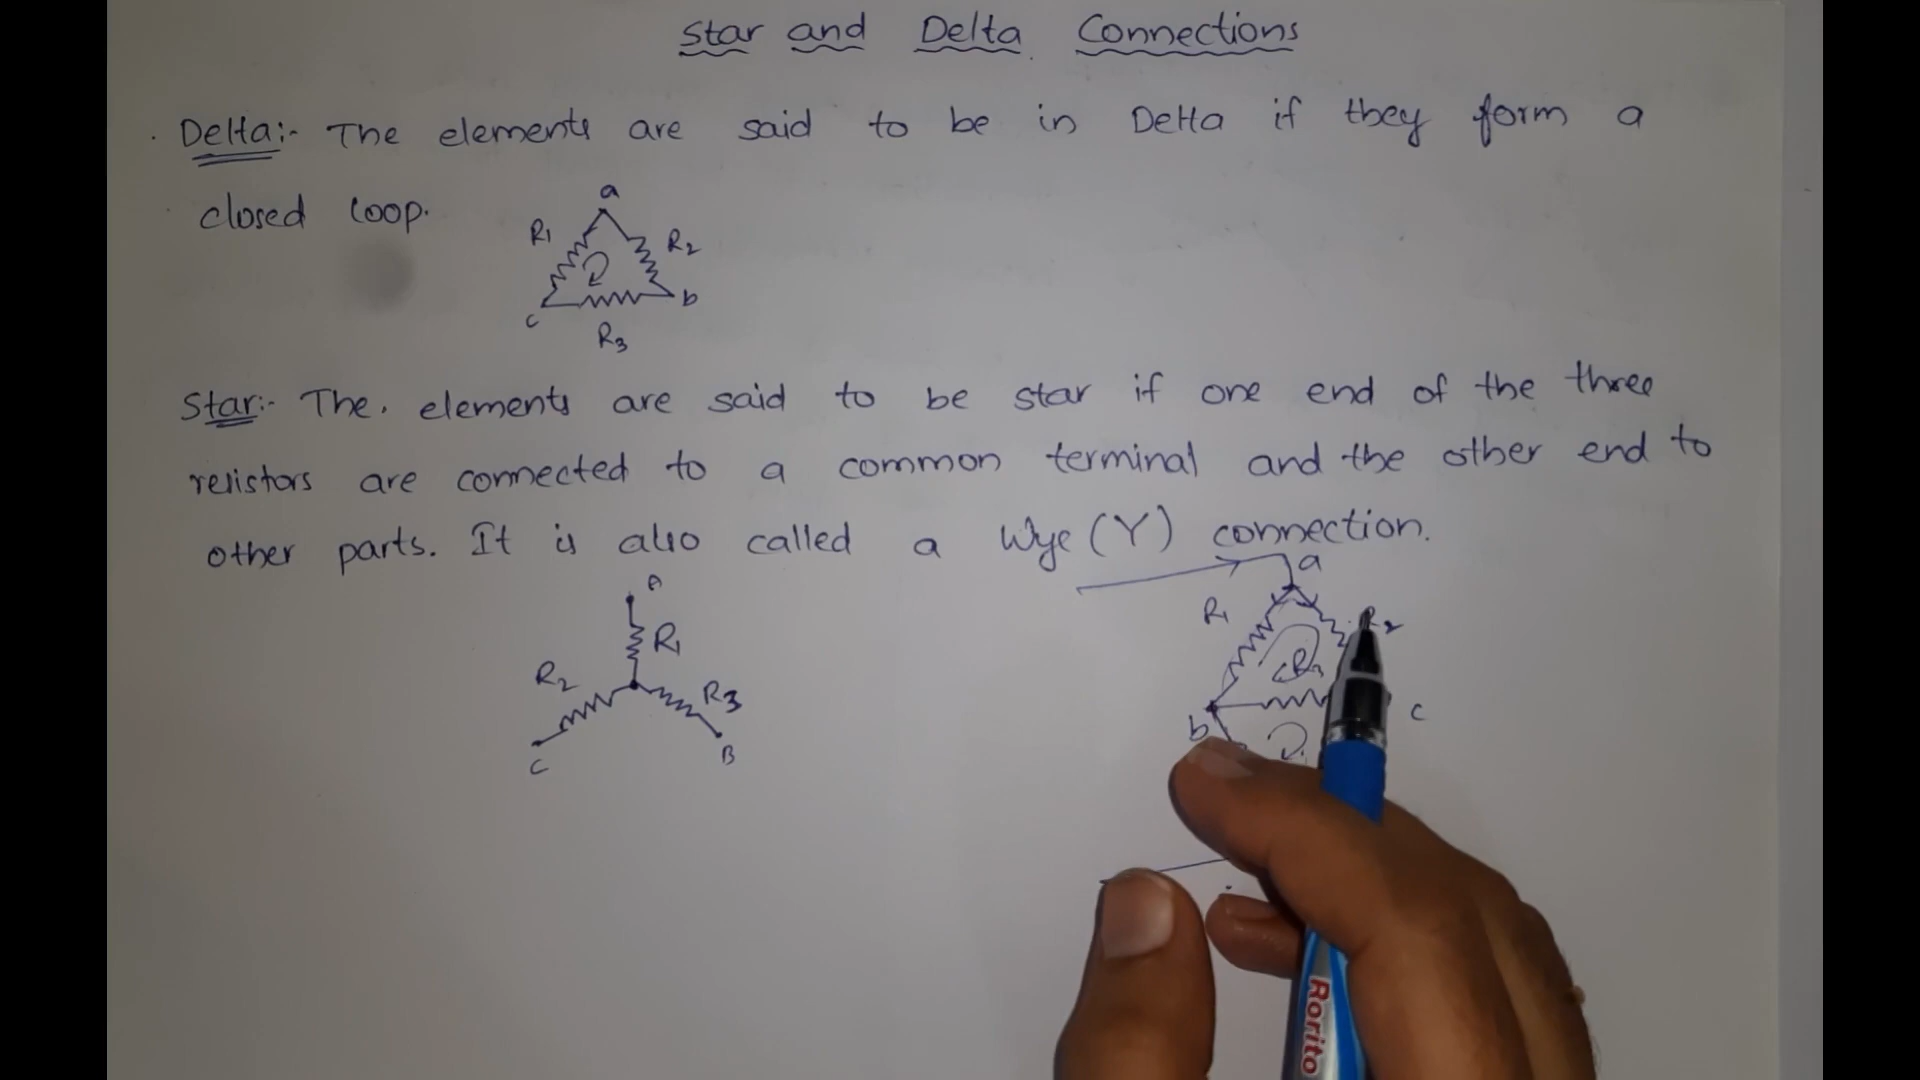 Star and Delta Connections
Delta:- The elements are said to be in Delta if they form a
closed loop.
a
R1
R2
c
b
R3
Star:- The. elements are said to be star if one end of the three
resistors are connected to a common terminal and the other end to
other parts. It is also called a Wye (Y) connection.
A
R1
R2
R3
C
B
a
R1
R2
b
c
Rorito